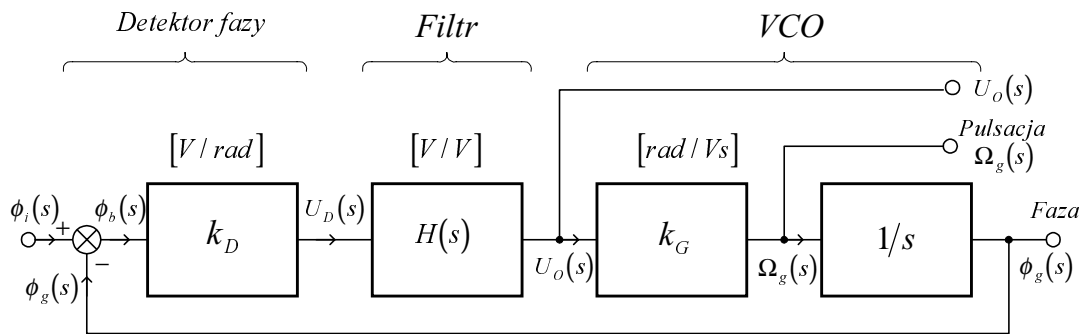 Detektor fazy
Filtr
VCO
U_O(s)
[V / rad]
[V / V]
[rad / Vs]
Pulsacja
Ω_g(s)
ϕ_i(s)
+
ϕ_b(s)
k_D
U_D(s)
H(s)
U_O(s)
k_G
Ω_g(s)
1/s
Faza
ϕ_g(s)
−
ϕ_g(s)